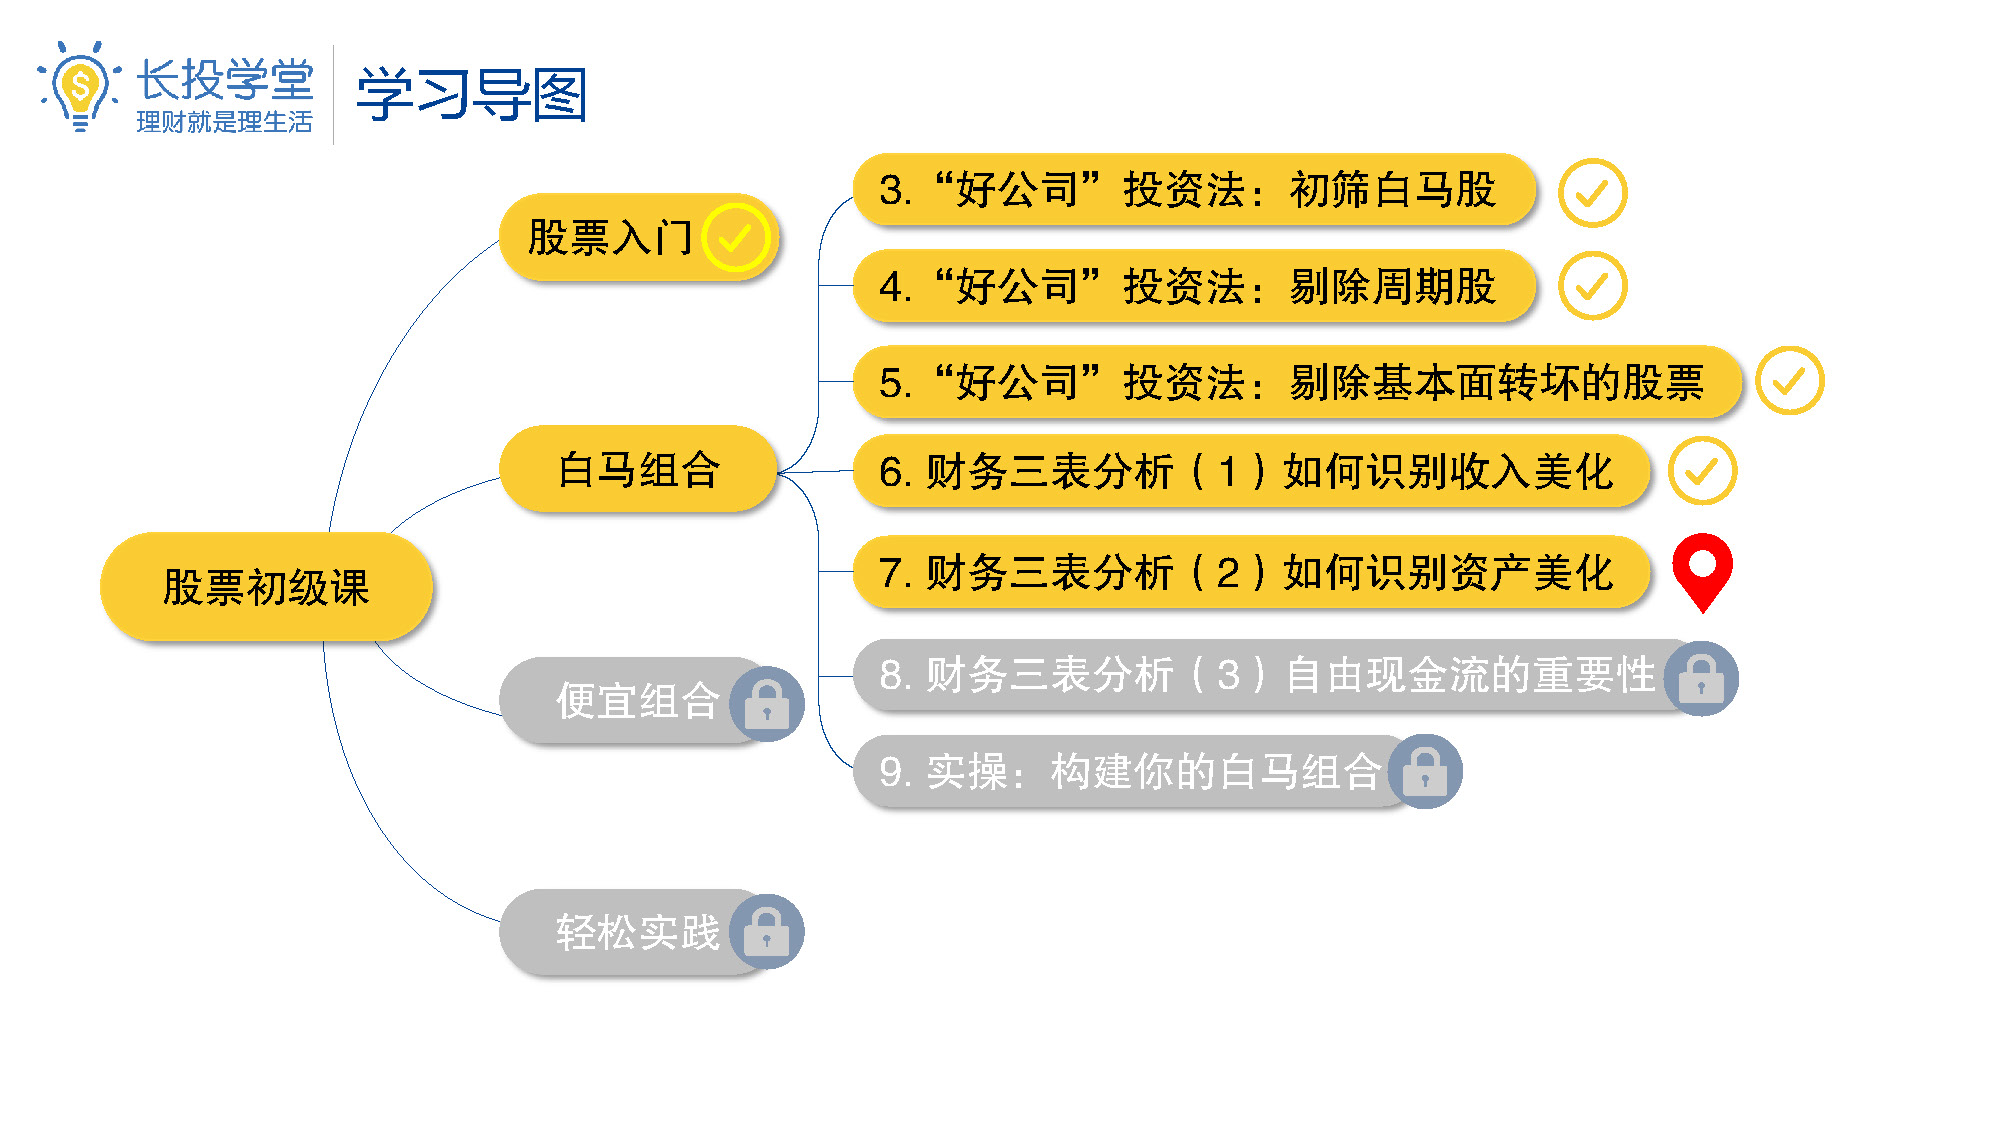 长投学堂
理财就是理生活
学习导图
股票初级课
股票入门
白马组合
3.“好公司”投资法：初筛白马股
4.“好公司”投资法：剔除周期股
5.“好公司”投资法：剔除基本面转坏的股票
6. 财务三表分析（1）如何识别收入美化
7. 财务三表分析（2）如何识别资产美化
8. 财务三表分析（3）自由现金流的重要性
9. 实操：构建你的白马组合
便宜组合
轻松实践